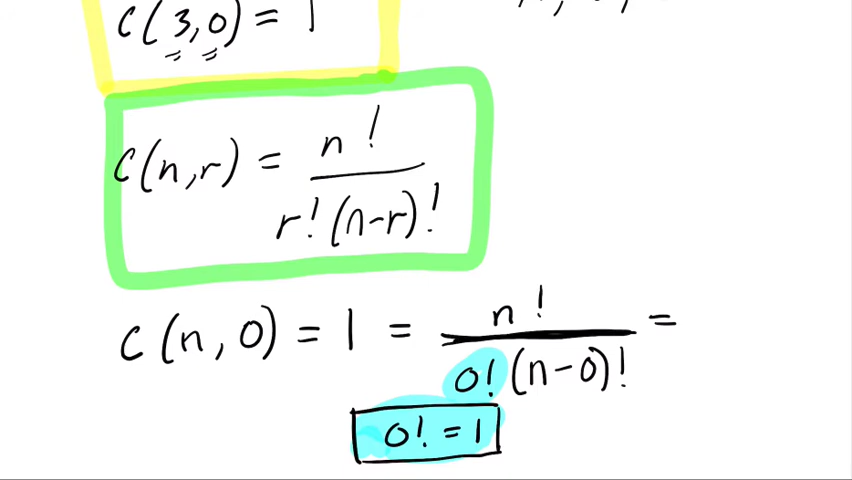 C(3,0) = 1
C(n,r) = n! / r!(n-r)!
C(n,0) = 1 = n! / 0!(n-0)! =
0! = 1